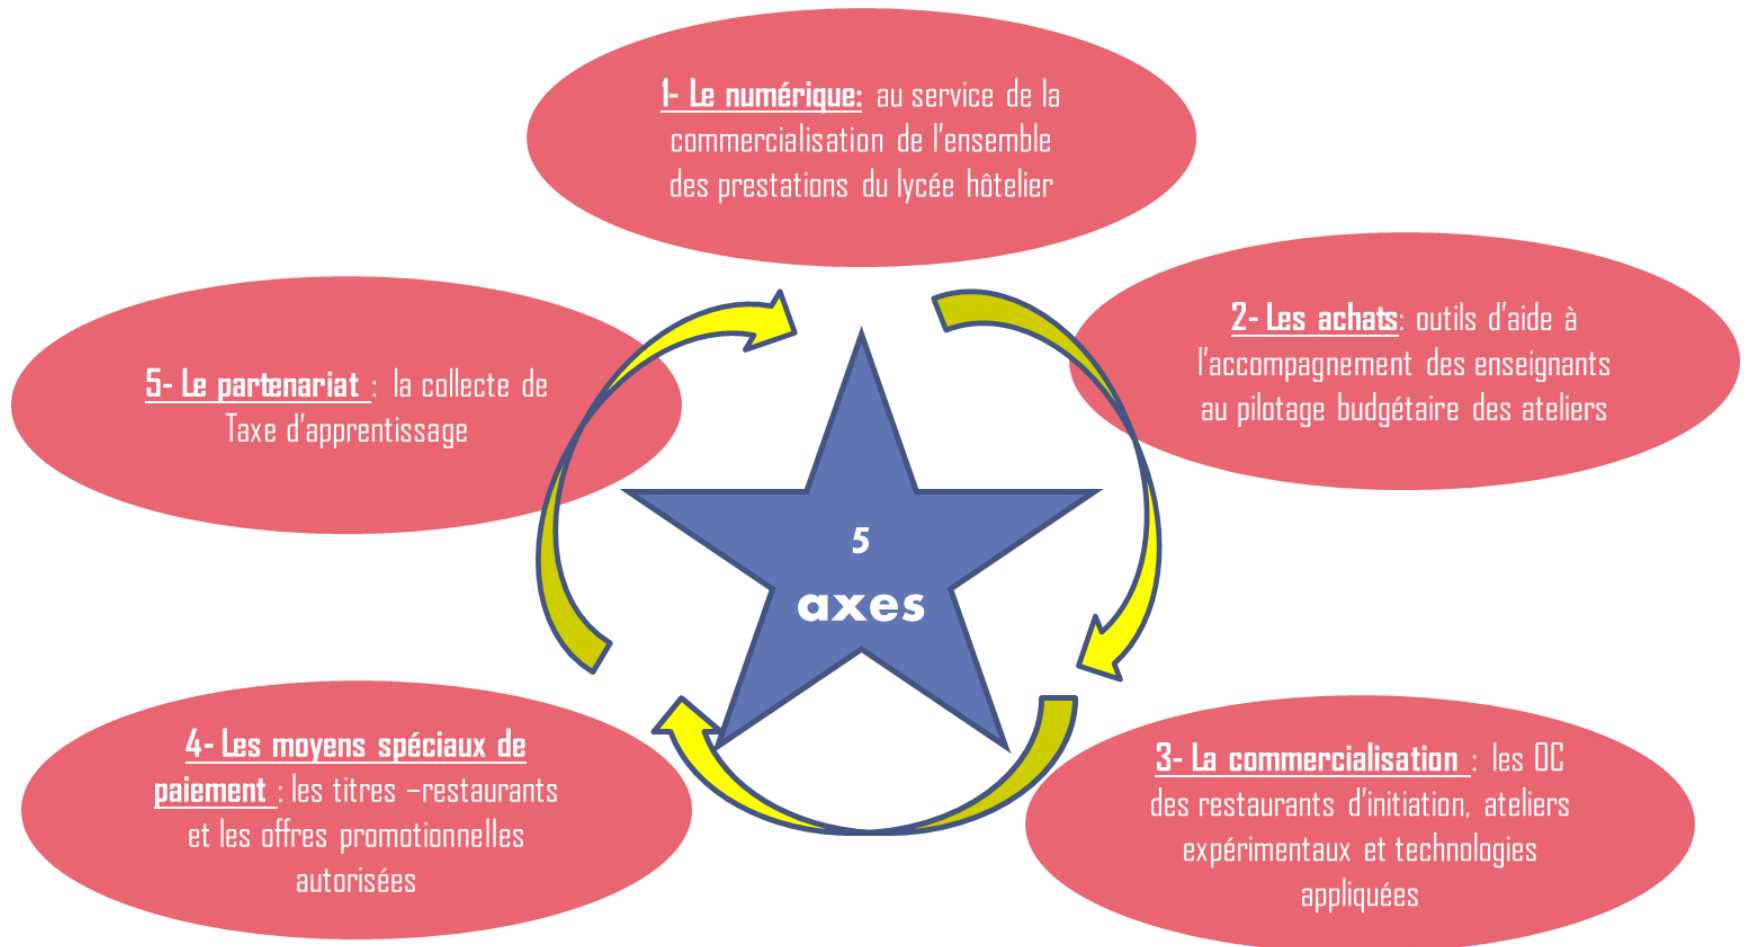 1- Le numérique: au service de la
commercialisation de l'ensemble
des prestations du lycée hôtelier
2- Les achats: outils d'aide à
l'accompagnement des enseignants
au pilotage budgétaire des ateliers
3- La commercialisation : les OC
des restaurants d'initiation, ateliers
expérimentaux et technologies
appliquées
4- Les moyens spéciaux de
paiement : les titres –restaurants
et les offres promotionnelles
autorisées
5- Le partenariat : la collecte de
Taxe d'apprentissage
5
axes